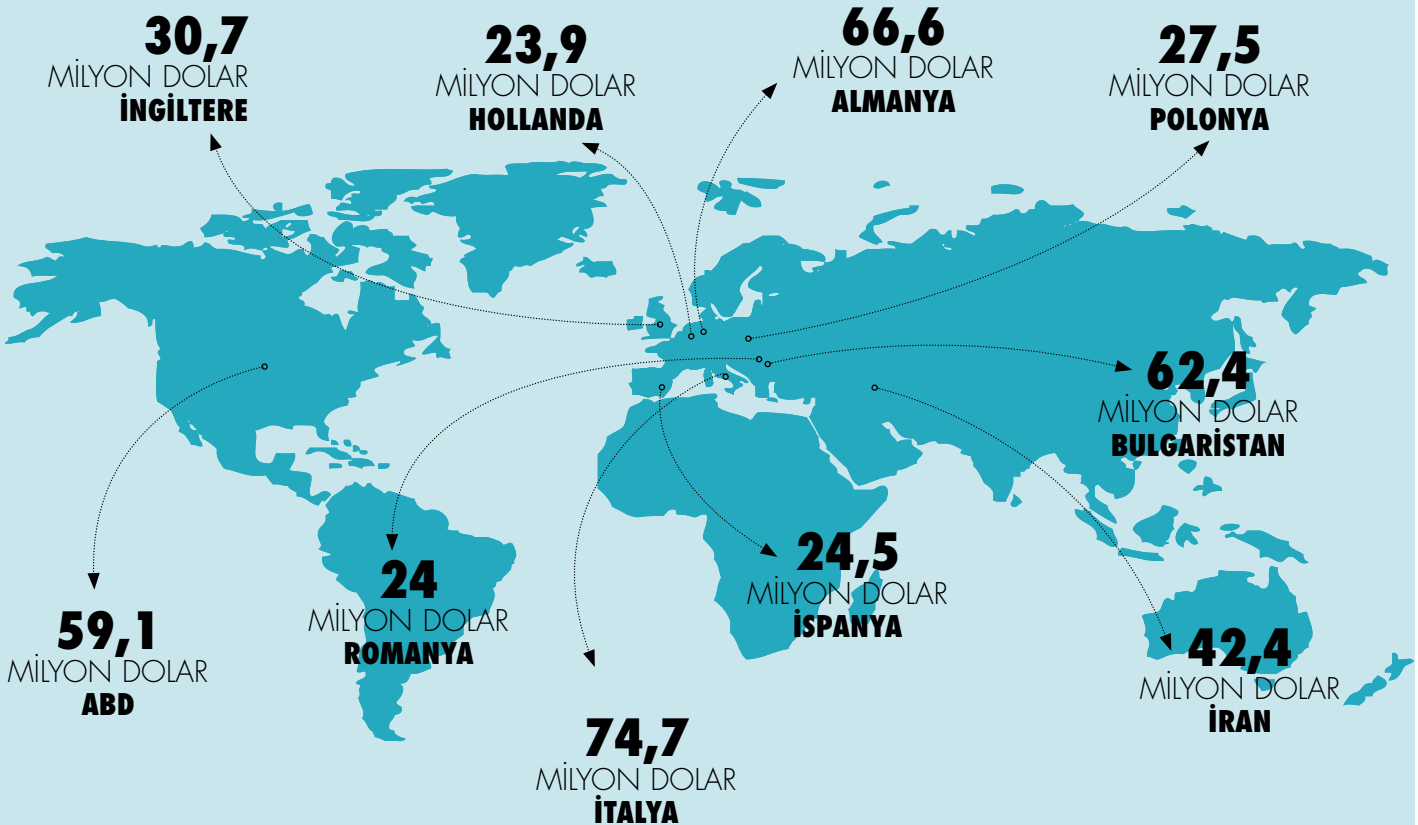 30,7
MİLYON DOLAR
İNGİLTERE
23,9
MİLYON DOLAR
HOLLANDA
66,6
MİLYON DOLAR
ALMANYA
27,5
MİLYON DOLAR
POLONYA
62,4
MİLYON DOLAR
BULGARİSTAN
59,1
MİLYON DOLAR
ABD
24
MİLYON DOLAR
ROMANYA
24,5
MİLYON DOLAR
İSPANYA
42,4
MİLYON DOLAR
İRAN
74,7
MİLYON DOLAR
İTALYA